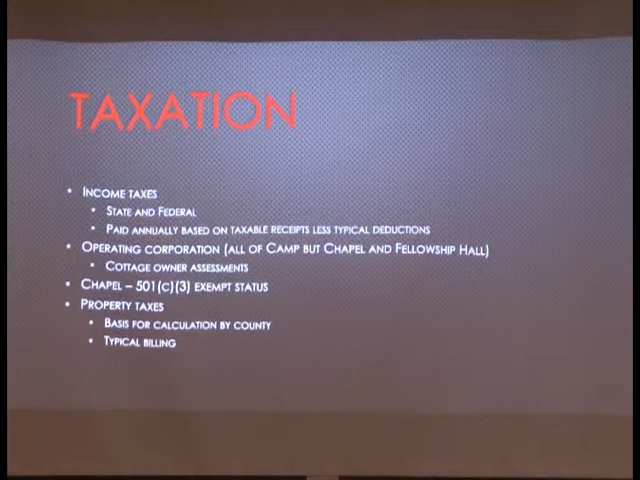 TAXATION
• INCOME TAXES
• STATE AND FEDERAL
• PAID ANNUALLY BASED ON TAXABLE RECEIPTS LESS TYPICAL DEDUCTIONS
• OPERATING CORPORATION (ALL OF CAMP BUT CHAPEL AND FELLOWSHIP HALL)
• COTTAGE OWNER ASSESSMENTS
• CHAPEL – 501(C)(3) EXEMPT STATUS
• PROPERTY TAXES
• BASIS FOR CALCULATION BY COUNTY
• TYPICAL BILLING